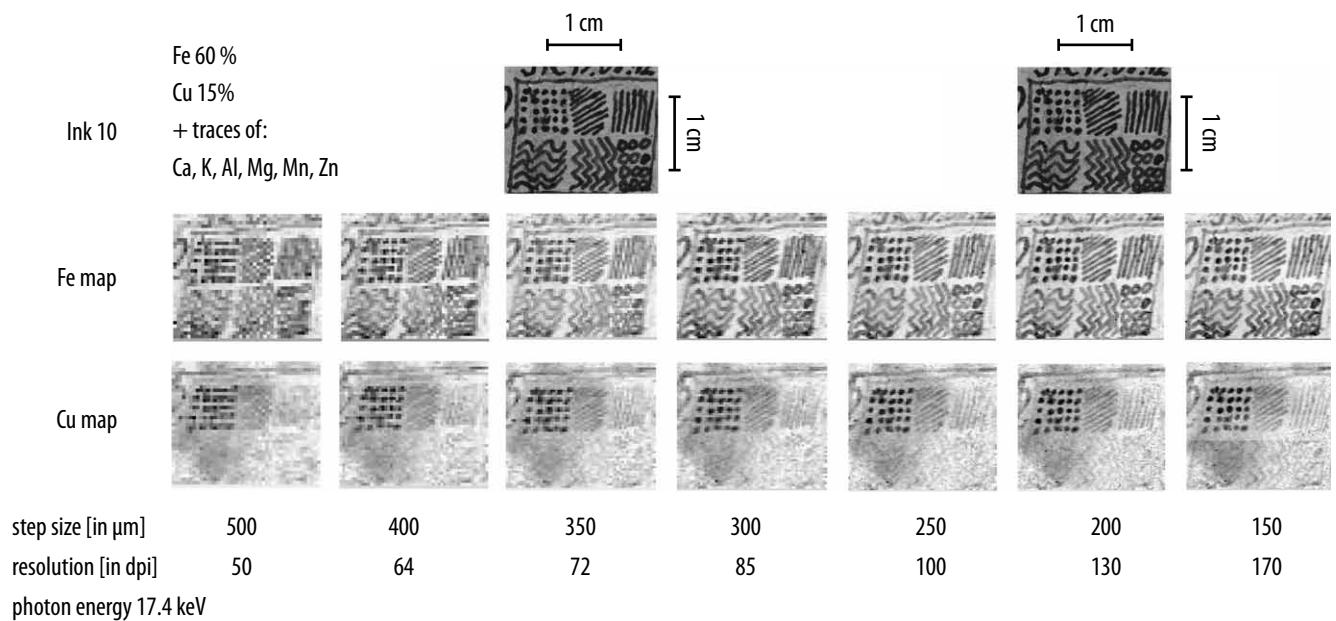 1 cm
1 cm
Fe 60 %
Cu 15%
+ traces of:
Ca, K, Al, Mg, Mn, Zn
Ink 10
1 cm
1 cm
Fe map
Cu map
step size [in µm] 500 400 350 300 250 200 150
resolution [in dpi] 50 64 72 85 100 130 170
photon energy 17.4 keV